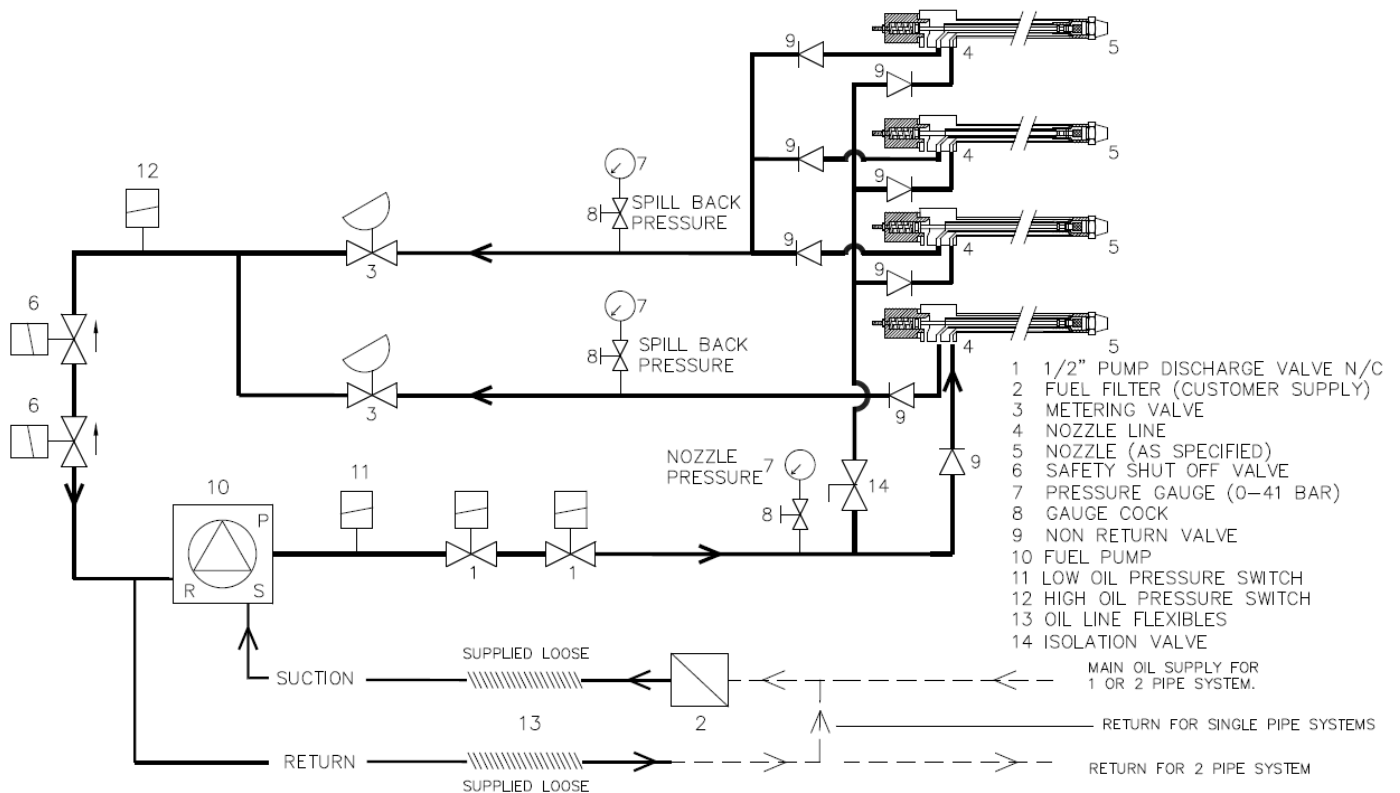 9
4
5
9
9
4
5
9
12
7
8
SPILL BACK
PRESSURE
3
9
4
5
9
6
7
8
SPILL BACK
PRESSURE
4
5
3
9
6
NOZZLE
PRESSURE
7
9
10
11
8
14
P
R
S
1
1
1 1/2" PUMP DISCHARGE VALVE N/C
2 FUEL FILTER (CUSTOMER SUPPLY)
3 METERING VALVE
4 NOZZLE LINE
5 NOZZLE (AS SPECIFIED)
6 SAFETY SHUT OFF VALVE
7 PRESSURE GAUGE (0-41 BAR)
8 GAUGE COCK
9 NON RETURN VALVE
10 FUEL PUMP
11 LOW OIL PRESSURE SWITCH
12 HIGH OIL PRESSURE SWITCH
13 OIL LINE FLEXIBLES
14 ISOLATION VALVE
SUPPLIED LOOSE
SUCTION
MAIN OIL SUPPLY FOR
1 OR 2 PIPE SYSTEM.
13
2
RETURN FOR SINGLE PIPE SYSTEMS
RETURN
SUPPLIED LOOSE
RETURN FOR 2 PIPE SYSTEM